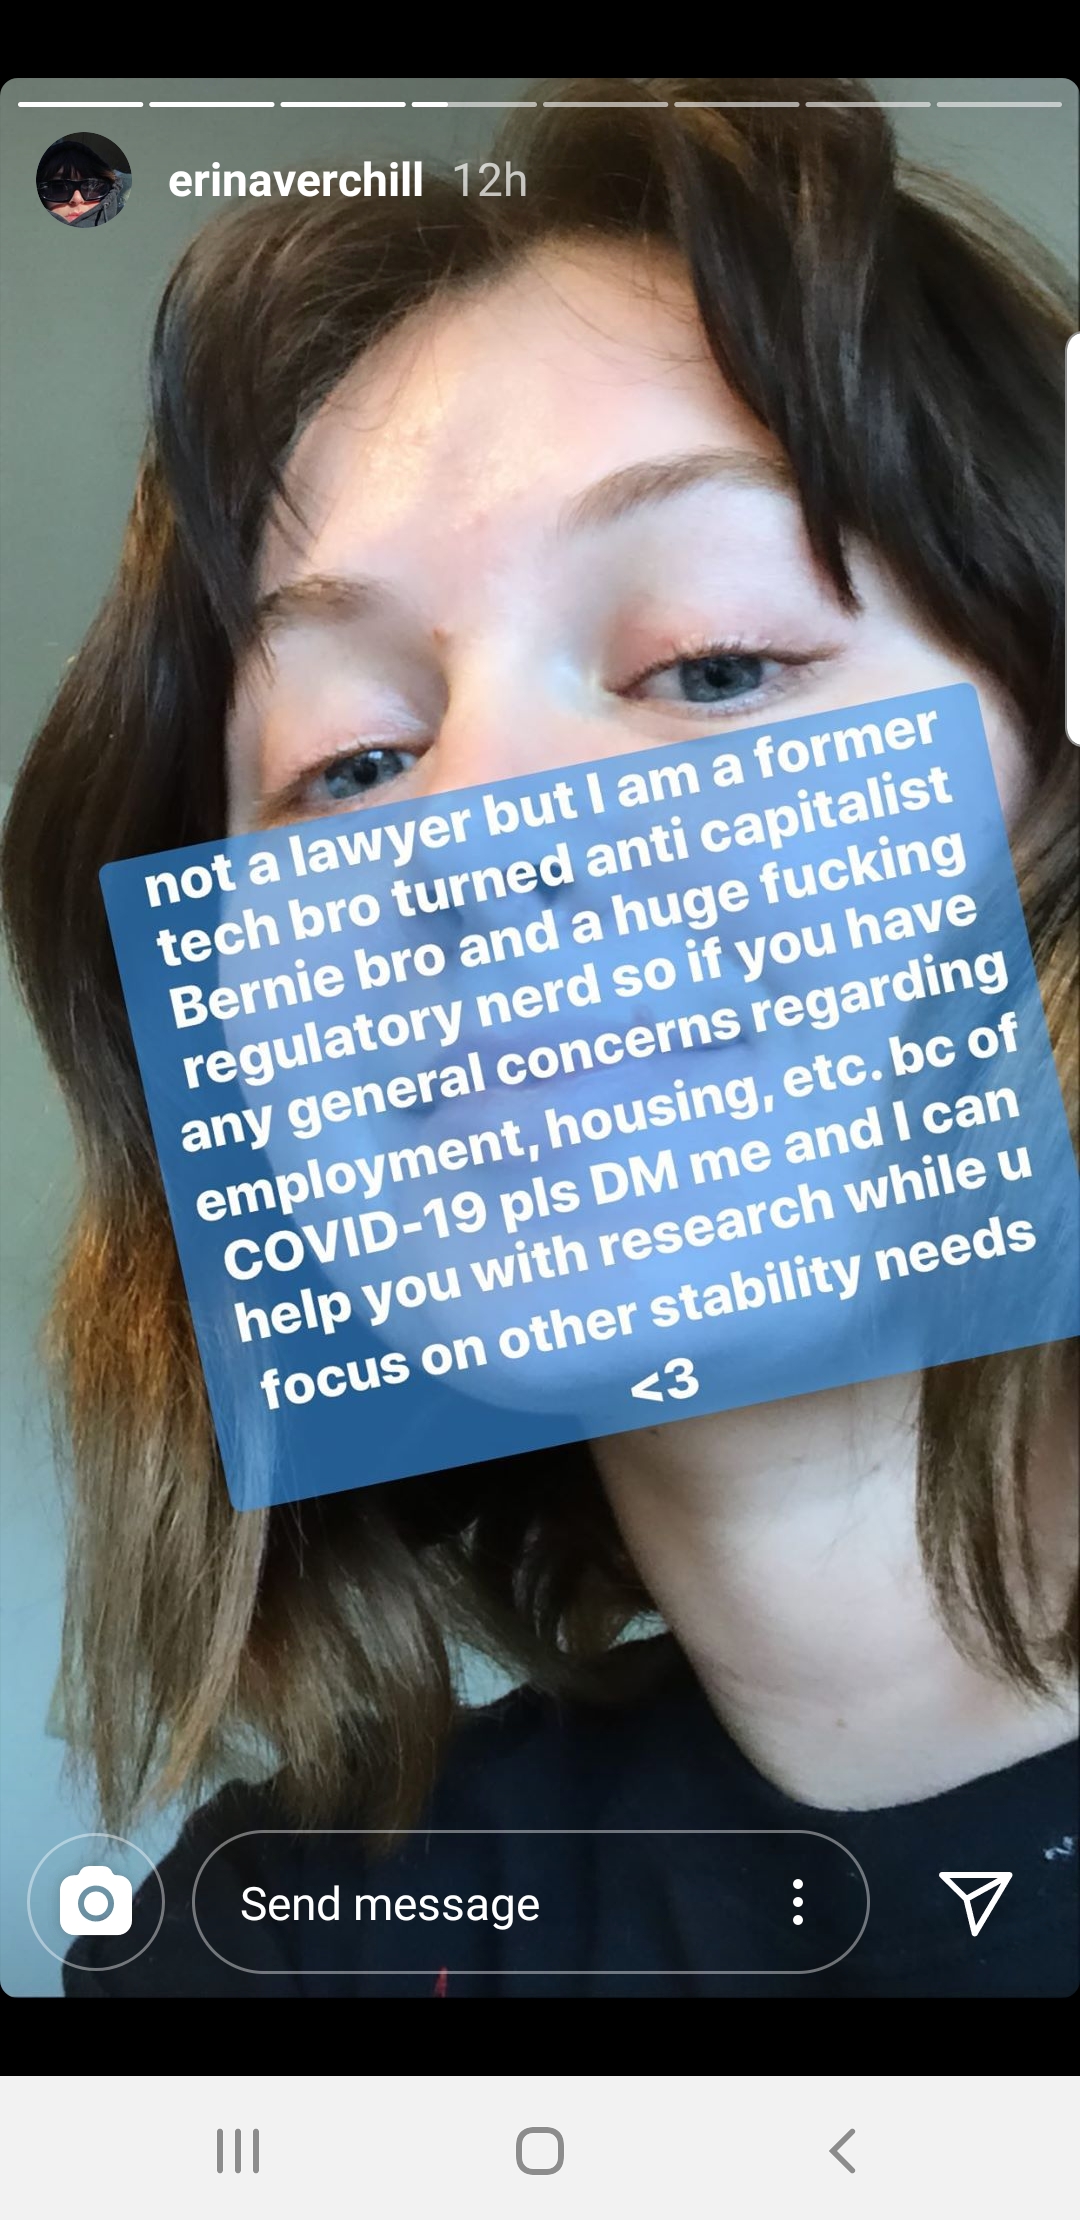 erinaverchill 12h
not a lawyer but I am a former
tech bro turned anti capitalist
Bernie bro and a huge fucking
regulatory nerd so if you have
any general concerns regarding
employment, housing, etc. bc of
COVID-19 pls DM me and I can
help you with research while u
focus on other stability needs
<3
Send message